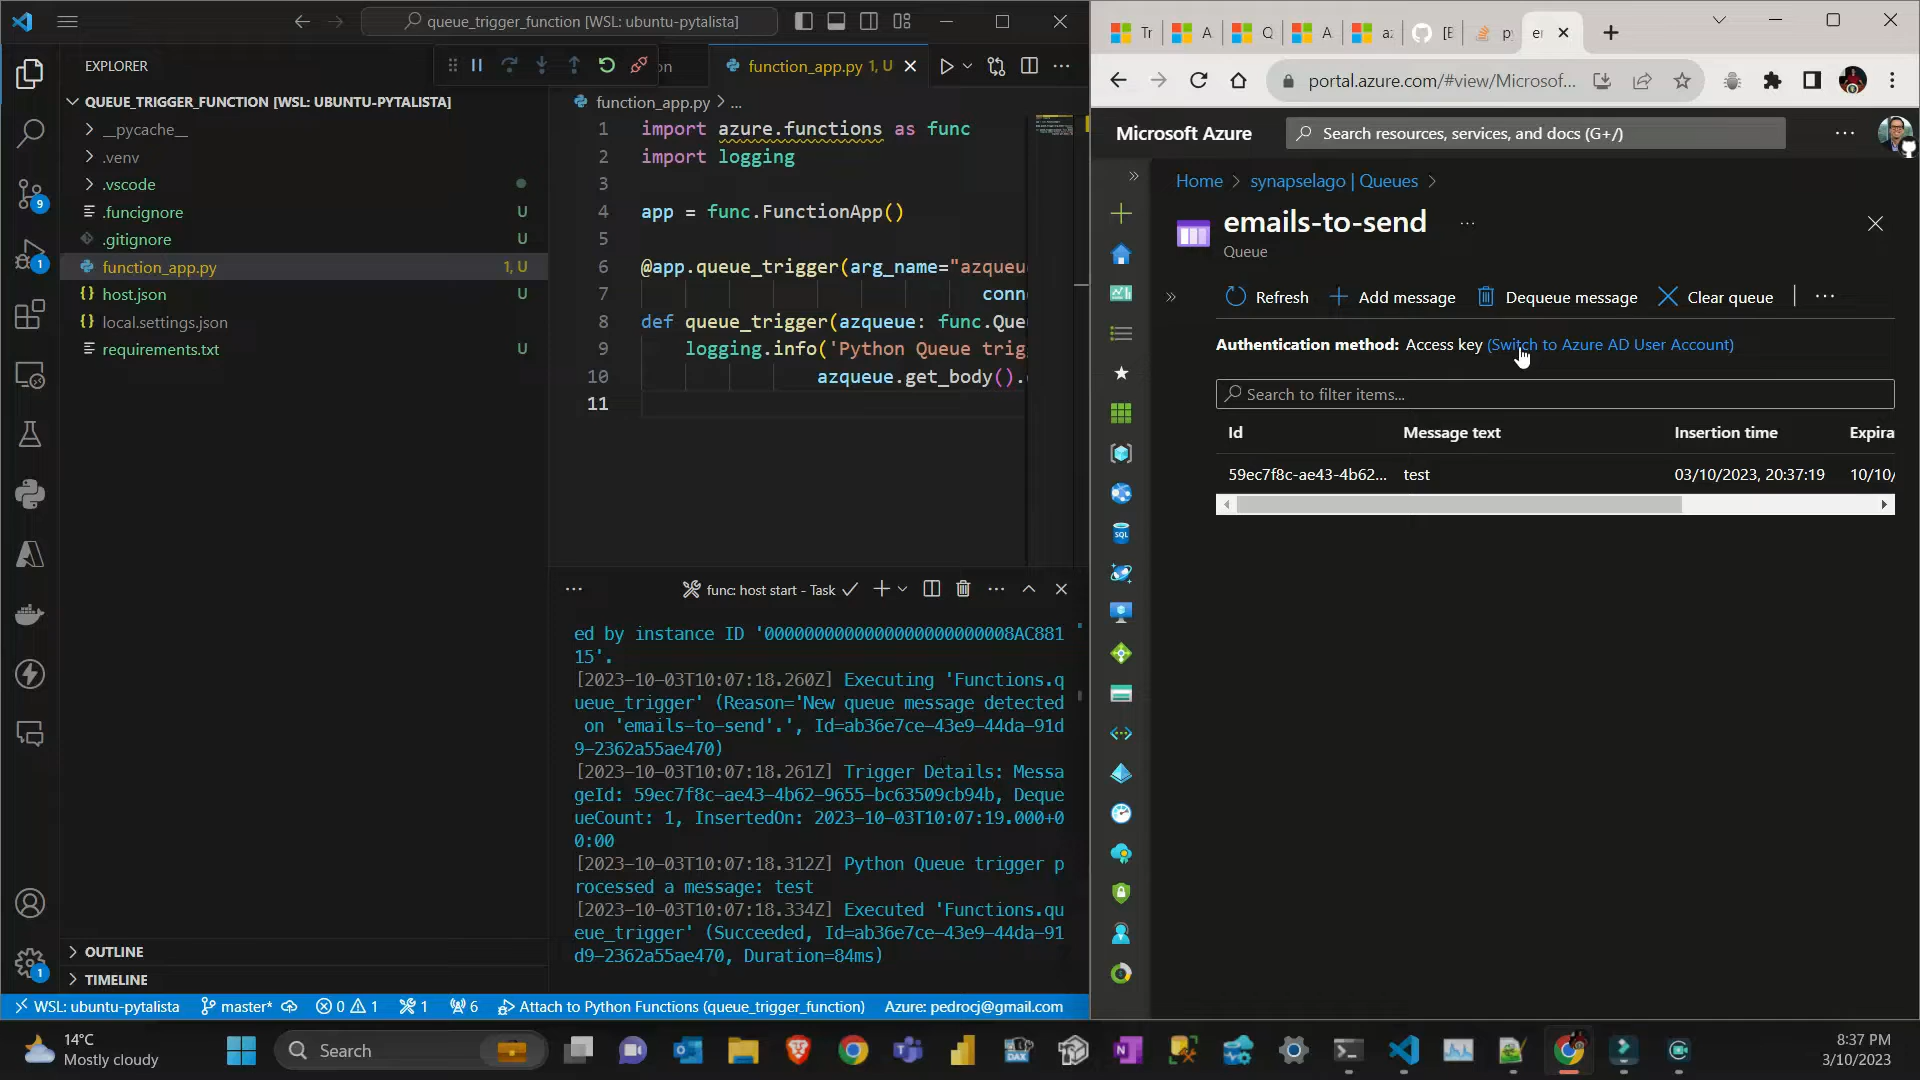 queue_trigger_function [WSL: ubuntu-pytalista]
EXPLORER
QUEUE_TRIGGER_FUNCTION [WSL: UBUNTU-PYTALISTA]
__pycache__
.venv
.vscode
.funcignore U
.gitignore U
function_app.py 1, U
host.json U
local.settings.json
requirements.txt U
OUTLINE
TIMELINE
9
1
1
on
function_app.py 1, U
function_app.py > ...
1 import azure.functions as func
2 import logging
3
4 app = func.FunctionApp()
5
6 @app.queue_trigger(arg_name="azqueu
7 conn
8 def queue_trigger(azqueue: func.Que
9 logging.info('Python Queue trig
10 azqueue.get_body().
11
func: host start - Task
ed by instance ID '0000000000000000000000008AC881
15'.
[2023-10-03T10:07:18.260Z] Executing 'Functions.q
ueue_trigger' (Reason='New queue message detected
on 'emails-to-send'.', Id=ab36e7ce-43e9-44da-91d
9-2362a55ae470)
[2023-10-03T10:07:18.261Z] Trigger Details: Messa
geId: 59ec7f8c-ae43-4b62-9655-bc63509cb94b, Deque
ueCount: 1, InsertedOn: 2023-10-03T10:07:19.000+0
0:00
[2023-10-03T10:07:18.312Z] Python Queue trigger p
rocessed a message: test
[2023-10-03T10:07:18.334Z] Executed 'Functions.qu
eue_trigger' (Succeeded, Id=ab36e7ce-43e9-44da-91
d9-2362a55ae470, Duration=84ms)
WSL: ubuntu-pytalista master* 0 1 1 6 Attach to Python Functions (queue_trigger_function) Azure: pedrocj@gmail.com
Tr A Q A az [E py e
portal.azure.com/#view/Microsof...
Microsoft Azure
Search resources, services, and docs (G+/)
Home > synapselago | Queues >
emails-to-send ...
Queue
Refresh Add message Dequeue message Clear queue
Authentication method: Access key (Switch to Azure AD User Account)
Search to filter items...
Id Message text Insertion time Expira
59ec7f8c-ae43-4b62... test 03/10/2023, 20:37:19 10/10/
SQL
14°C
Mostly cloudy
Search
DAX
8:37 PM
3/10/2023